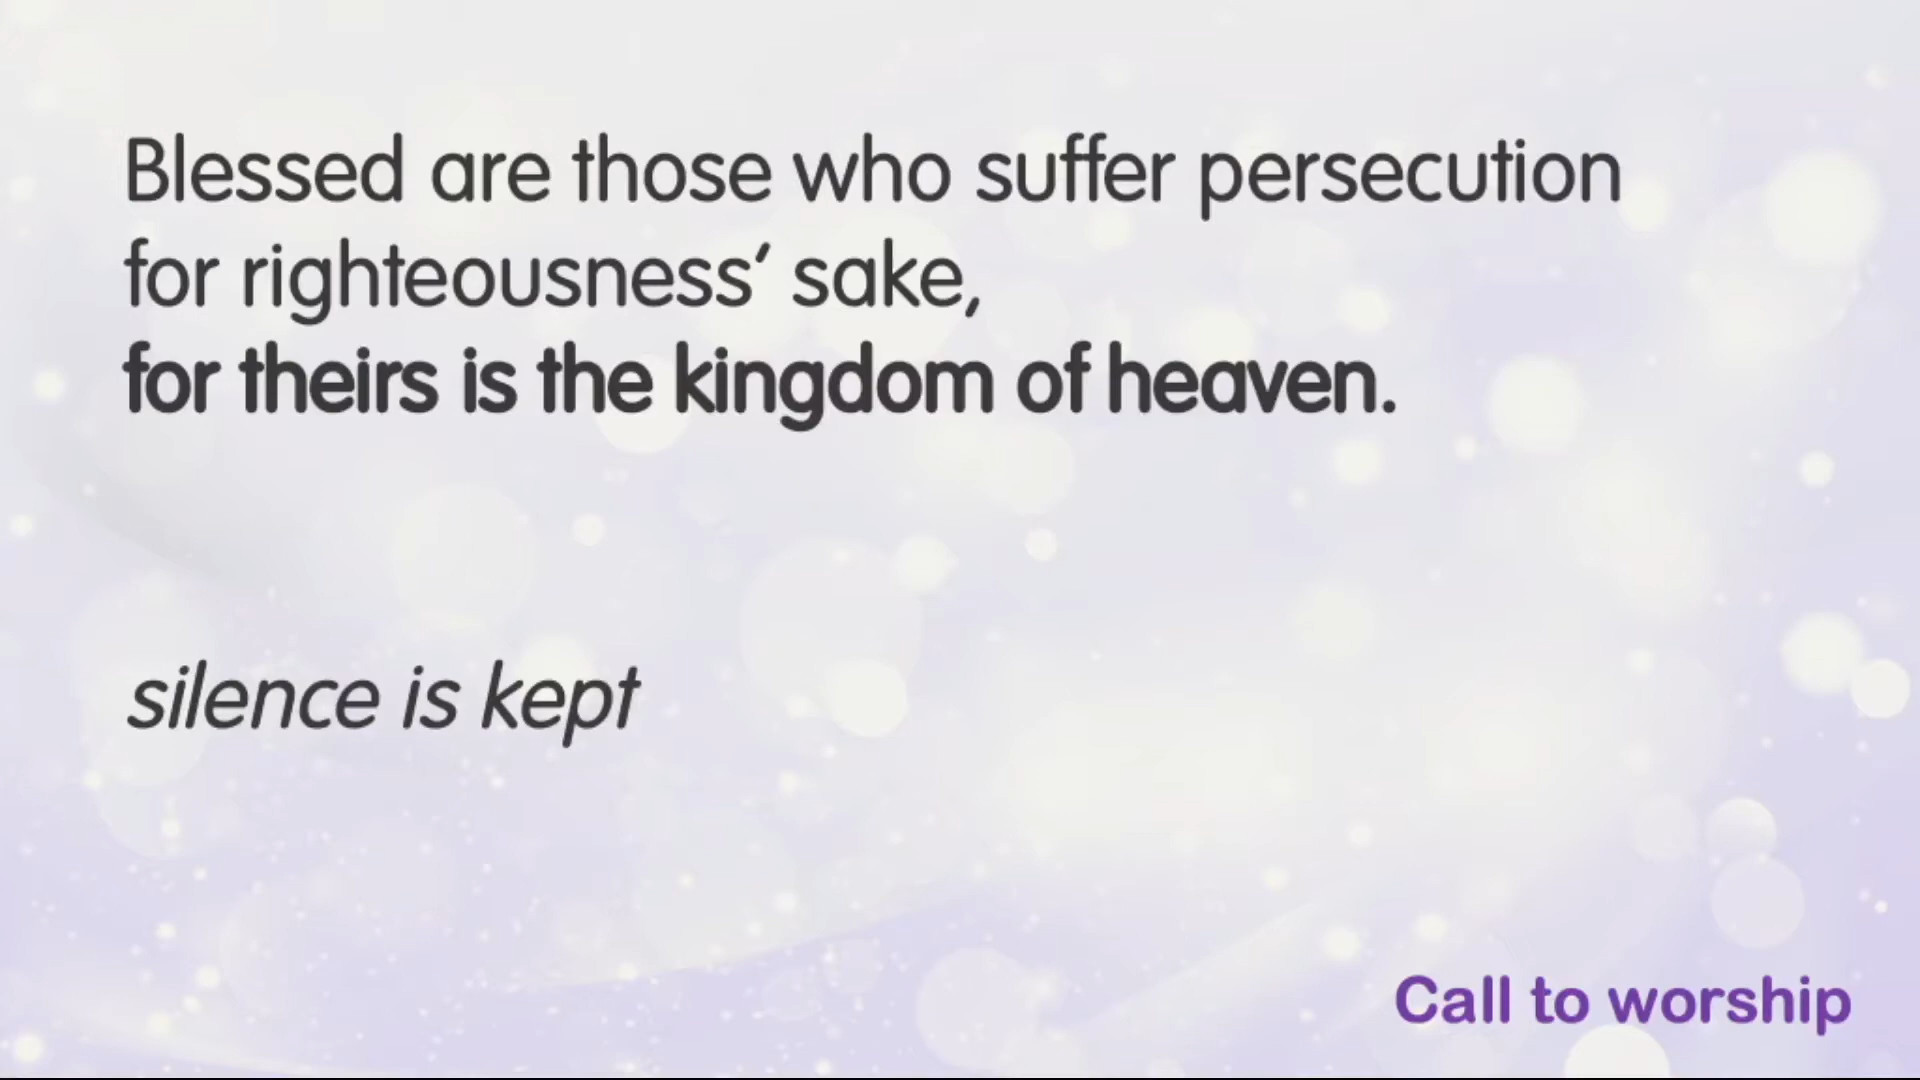 Blessed are those who suffer persecution
for righteousness’ sake,
for theirs is the kingdom of heaven.
silence is kept
Call to worship